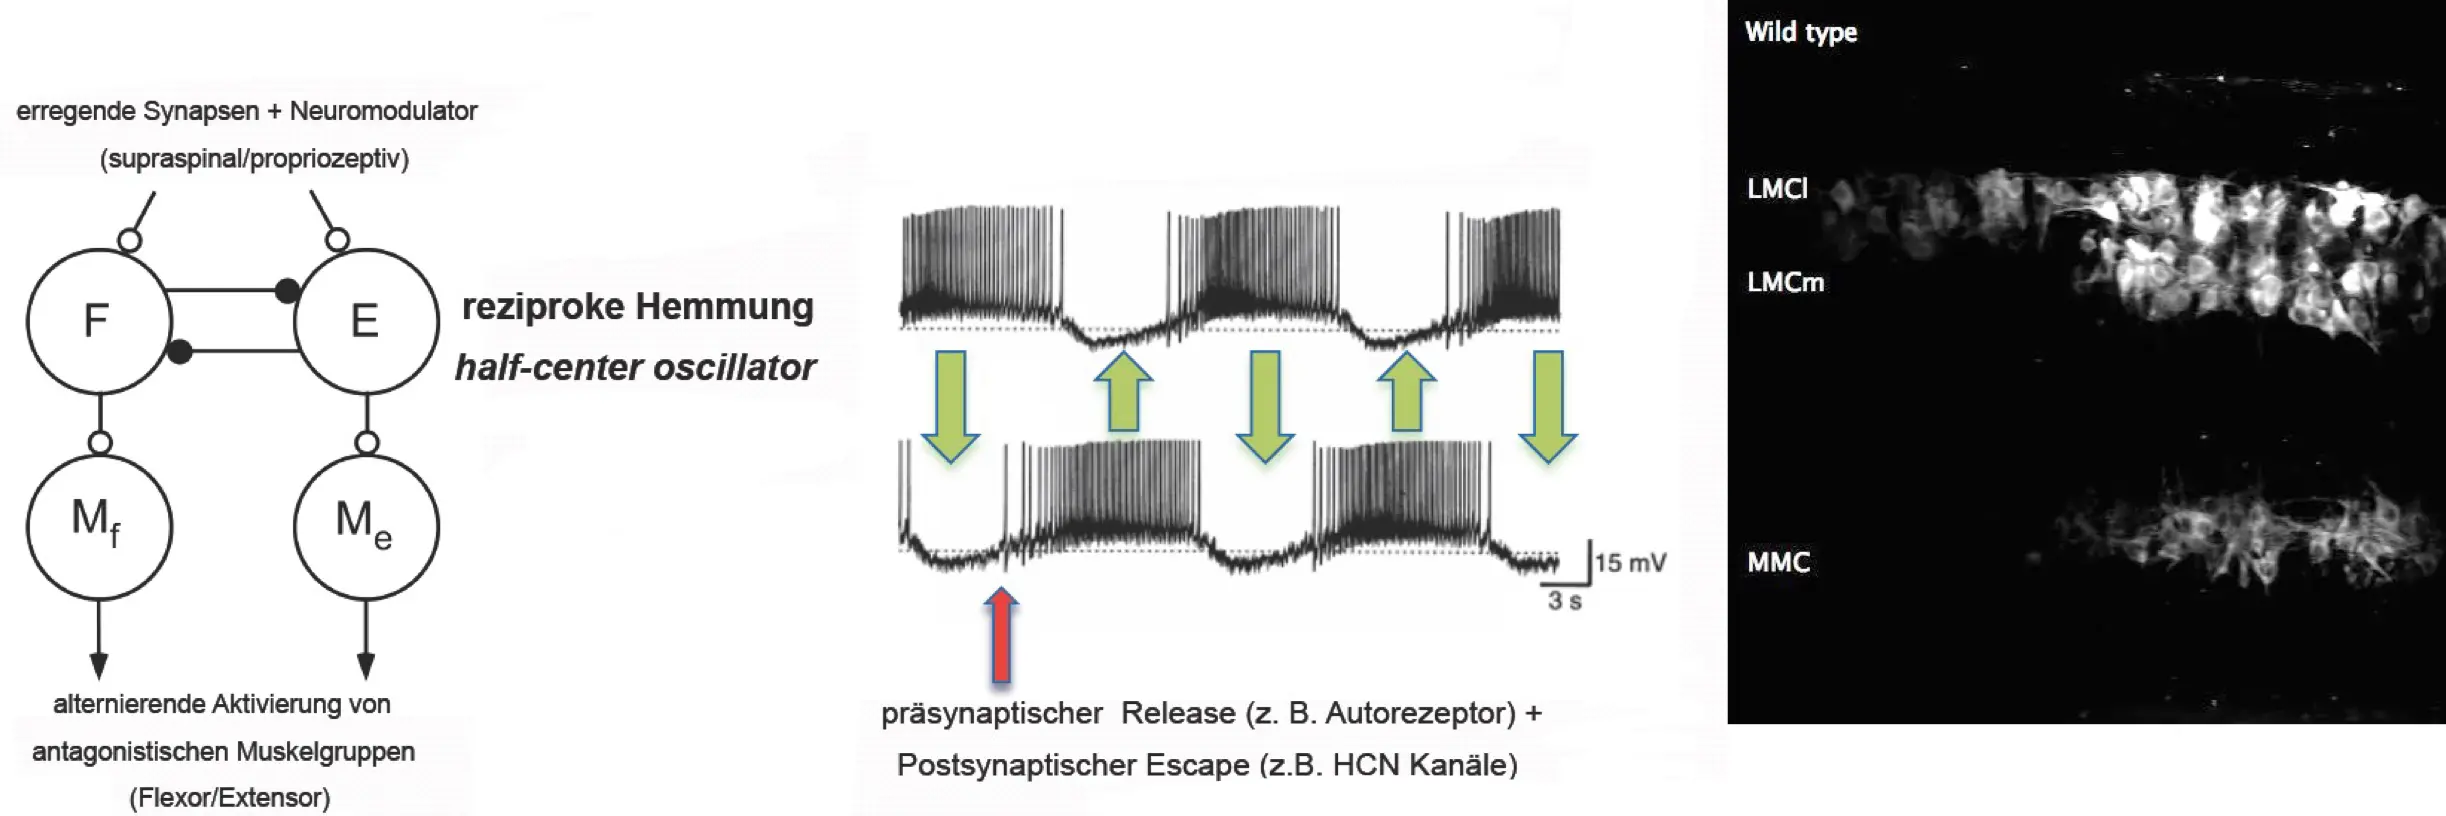 erregende Synapsen + Neuromodulator
(supraspinal/propriozeptiv)
F
E
M_f
M_e
alternierende Aktivierung von
antagonistischen Muskelgruppen
(Flexor/Extensor)
reziproke Hemmung
half-center oscillator
15 mV
3 s
präsynaptischer Release (z. B. Autorezeptor) +
Postsynaptischer Escape (z.B. HCN Kanäle)
Wild type
LMCl
LMCm
MMC